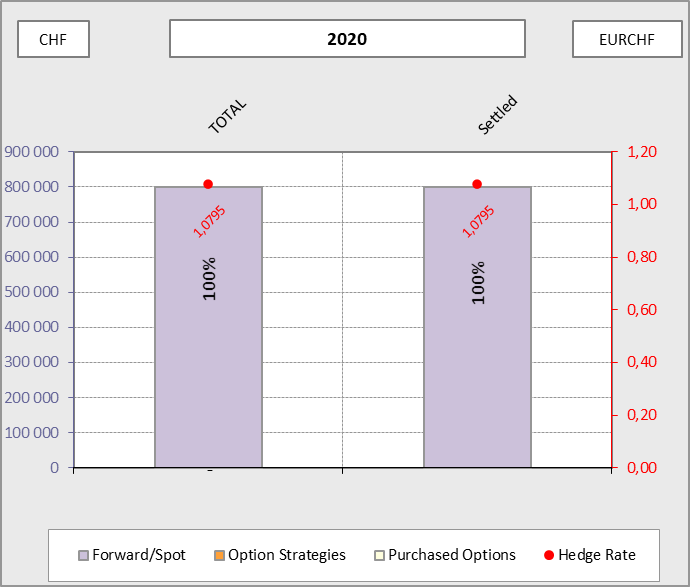 CHF
2020
EURCHF
TOTAL
Settled
900 000
800 000
700 000
600 000
500 000
400 000
300 000
200 000
100 000
0
1,20
1,00
0,80
0,60
0,40
0,20
0,00
1,0795
100%
1,0795
100%
-
Forward/Spot
Option Strategies
Purchased Options
Hedge Rate